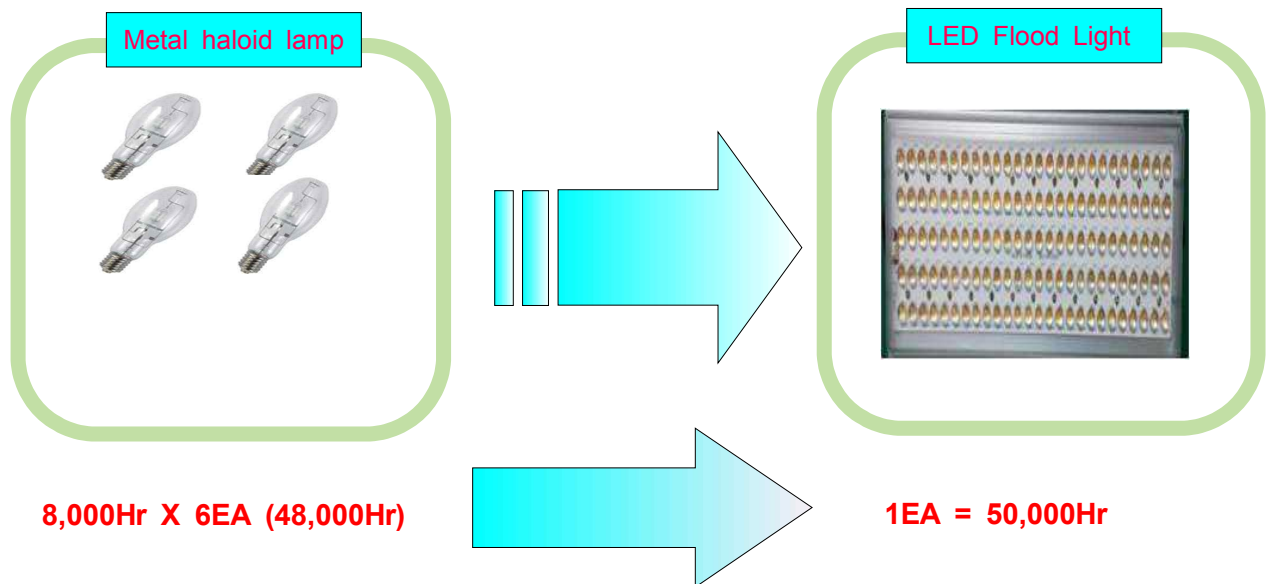 Metal haloid lamp
LED Flood Light
8,000Hr X 6EA (48,000Hr)
1EA = 50,000Hr